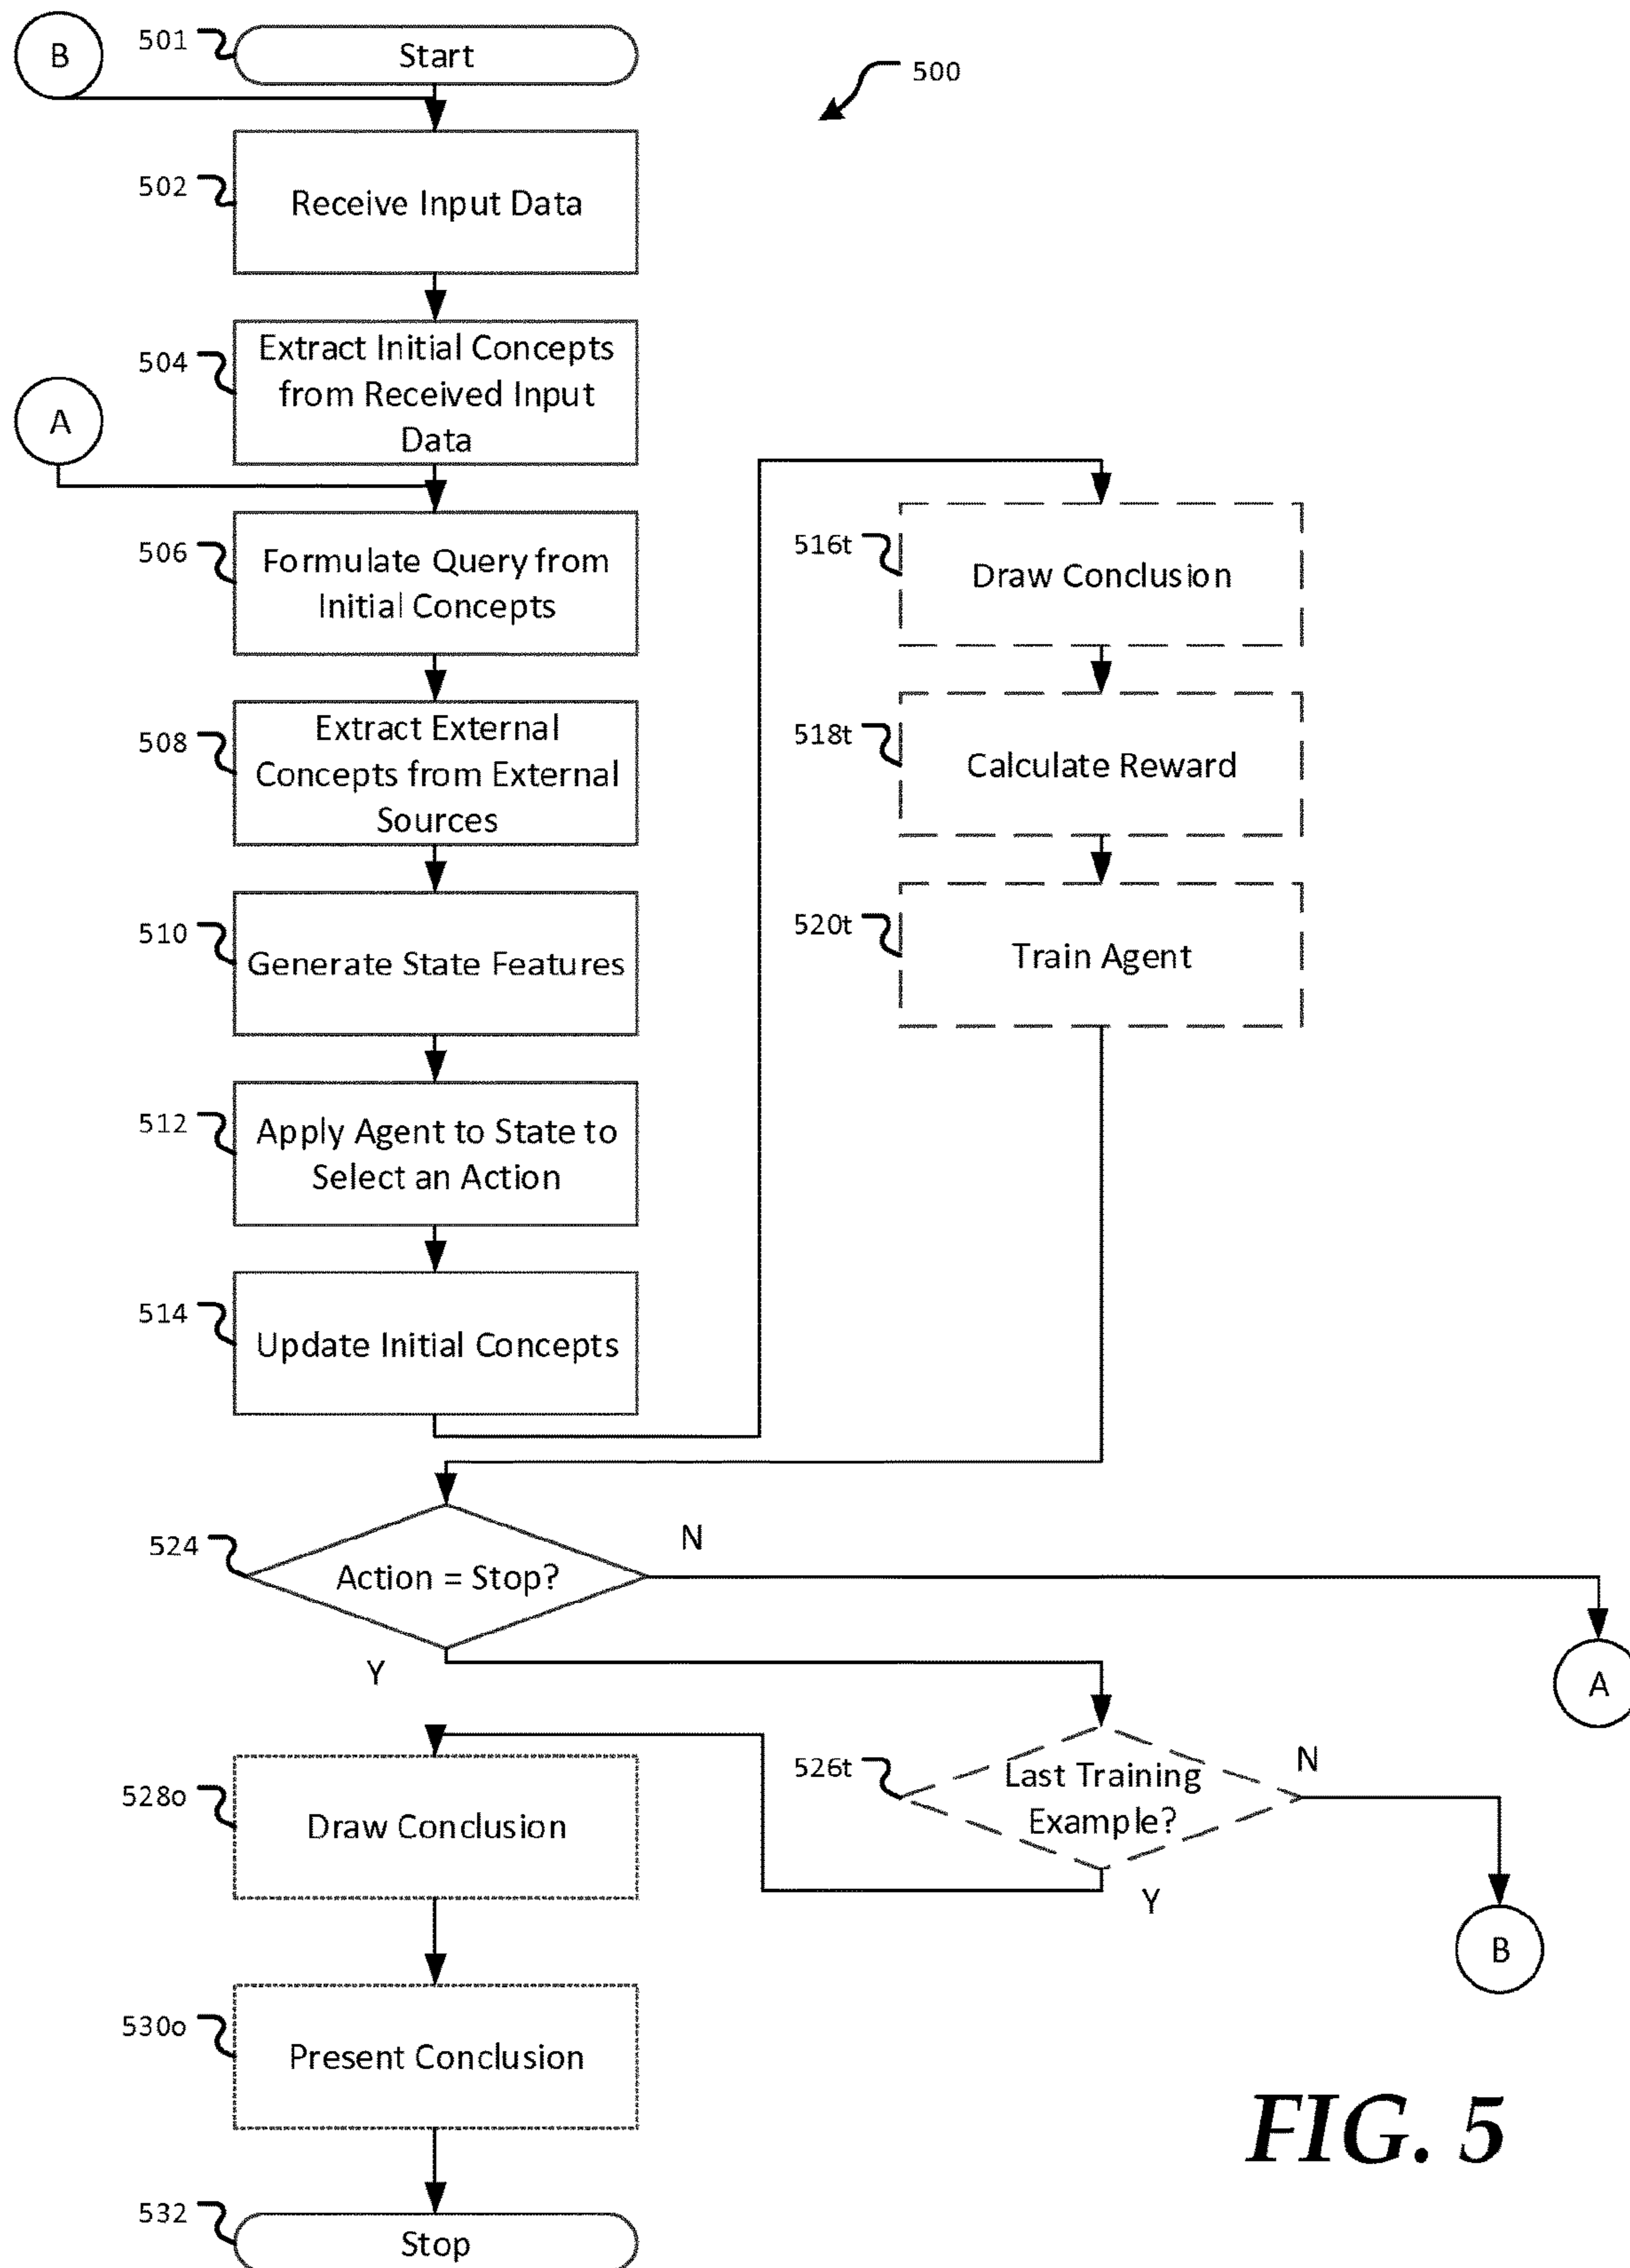 B
501
Start
500
502
Receive Input Data
504
Extract Initial Concepts
from Received Input
Data
A
506
Formulate Query from
Initial Concepts
508
Extract External
Concepts from External
Sources
510
Generate State Features
512
Apply Agent to State to
Select an Action
514
Update Initial Concepts
516t
Draw Conclusion
518t
Calculate Reward
520t
Train Agent
524
Action = Stop?
N
A
Y
526t
Last Training
Example?
N
B
Y
528o
Draw Conclusion
530o
Present Conclusion
532
Stop
FIG. 5